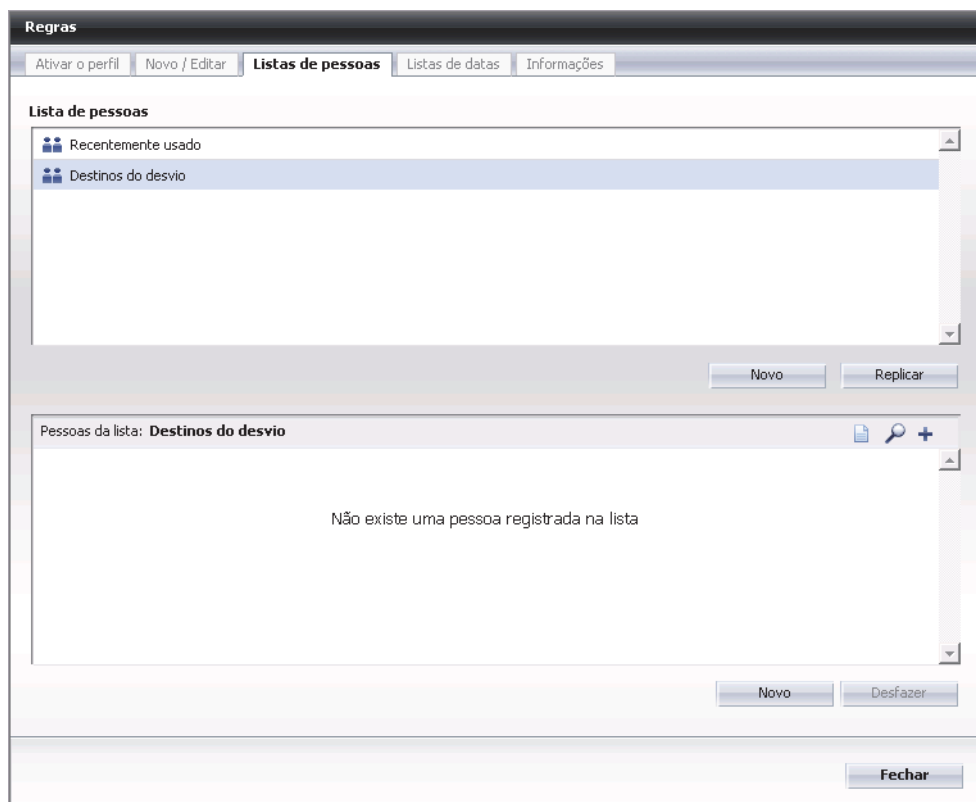 Regras
Ativar o perfil Novo / Editar Listas de pessoas Listas de datas Informações
Lista de pessoas
Recentemente usado
Destinos do desvio
Novo Replicar
Pessoas da lista: Destinos do desvio
Não existe uma pessoa registrada na lista
Novo Desfazer
Fechar